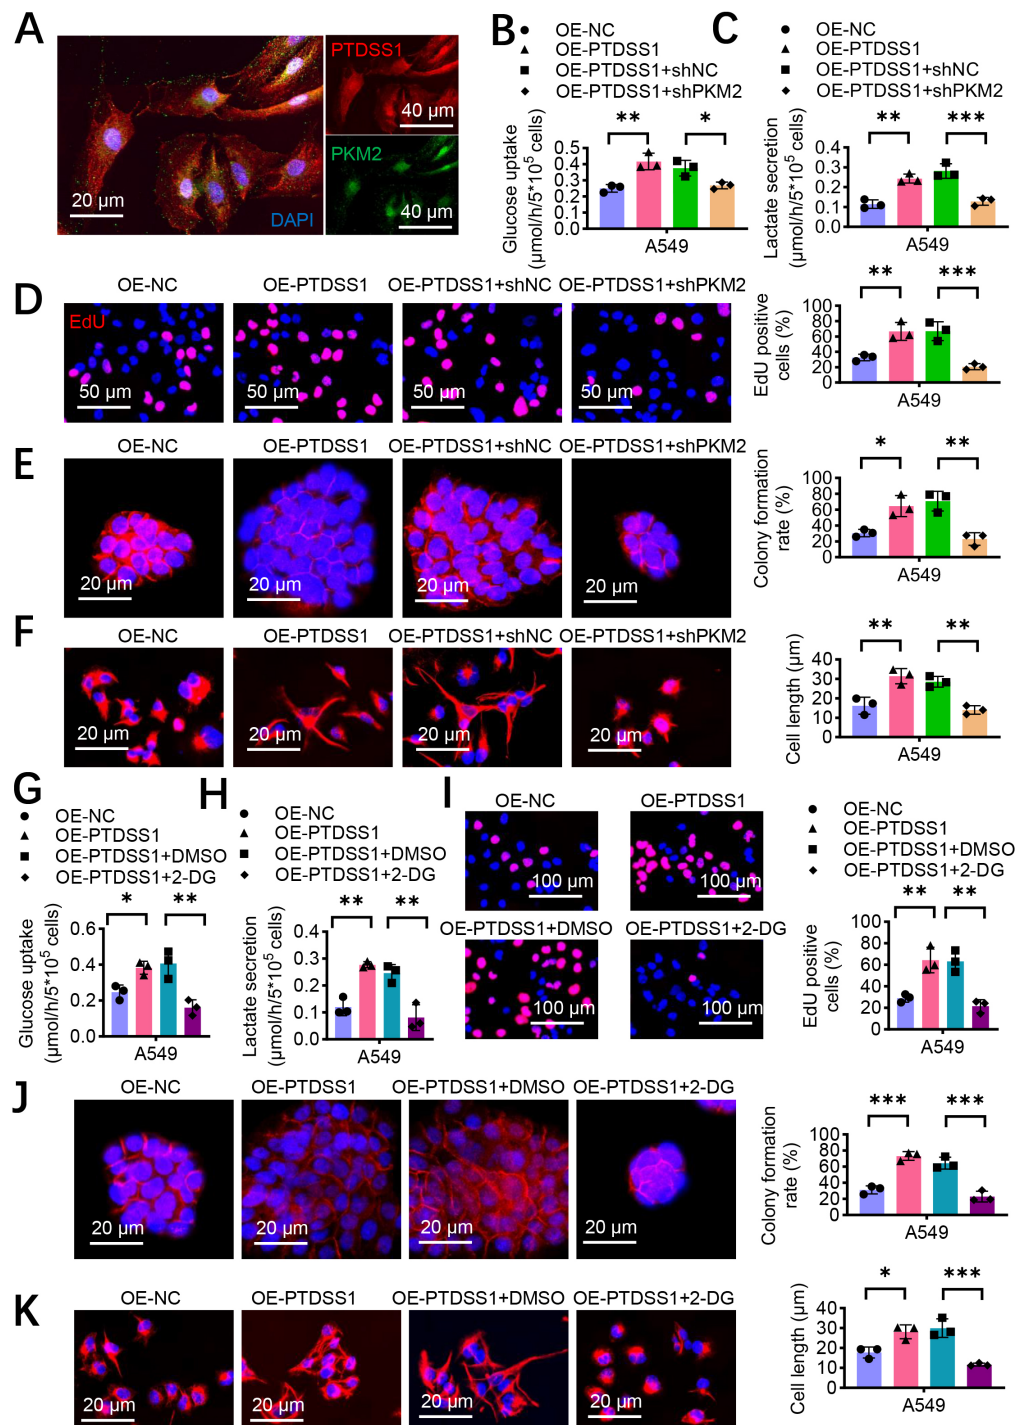 A
PTDSS1
40 µm
PKM2
40 µm
20 µm
DAPI
B
OE-NC
OE-PTDSS1
OE-PTDSS1+shNC
OE-PTDSS1+shPKM2
Glucose uptake
(µmol/h/5*10⁵ cells)
** *
0.5
0.4
0.3
0.2
0.1
0.0
A549
C
OE-NC
OE-PTDSS1
OE-PTDSS1+shNC
OE-PTDSS1+shPKM2
Lactate secretion
(µmol/h/5*10⁵ cells)
** ***
0.4
0.3
0.2
0.1
0.0
A549
D
OE-NC OE-PTDSS1 OE-PTDSS1+shNC OE-PTDSS1+shPKM2
EdU
50 µm 50 µm 50 µm 50 µm
EdU positive
cells (%)
** ***
100
80
60
40
20
0
A549
E
OE-NC OE-PTDSS1 OE-PTDSS1+shNC OE-PTDSS1+shPKM2
20 µm 20 µm 20 µm 20 µm
Colony formation
rate (%)
* **
100
80
60
40
20
0
A549
F
OE-NC OE-PTDSS1 OE-PTDSS1+shNC OE-PTDSS1+shPKM2
20 µm 20 µm 20 µm 20 µm
Cell length (µm)
** **
40
30
20
10
0
A549
G
OE-NC
OE-PTDSS1
OE-PTDSS1+DMSO
OE-PTDSS1+2-DG
Glucose uptake
(µmol/h/5*10⁵ cells)
* **
0.6
0.4
0.2
0.0
A549
H
OE-NC
OE-PTDSS1
OE-PTDSS1+DMSO
OE-PTDSS1+2-DG
Lactate secretion
(µmol/h/5*10⁵ cells)
** **
0.4
0.3
0.2
0.1
0.0
A549
I
OE-NC OE-PTDSS1
100 µm 100 µm
OE-PTDSS1+DMSO OE-PTDSS1+2-DG
100 µm 100 µm
OE-NC
OE-PTDSS1
OE-PTDSS1+DMSO
OE-PTDSS1+2-DG
EdU positive
cells (%)
** **
100
80
60
40
20
0
A549
J
OE-NC OE-PTDSS1 OE-PTDSS1+DMSO OE-PTDSS1+2-DG
20 µm 20 µm 20 µm 20 µm
Colony formation
rate (%)
*** ***
100
80
60
40
20
0
A549
K
OE-NC OE-PTDSS1 OE-PTDSS1+DMSO OE-PTDSS1+2-DG
20 µm 20 µm 20 µm 20 µm
Cell length (µm)
* ***
40
30
20
10
0
A549